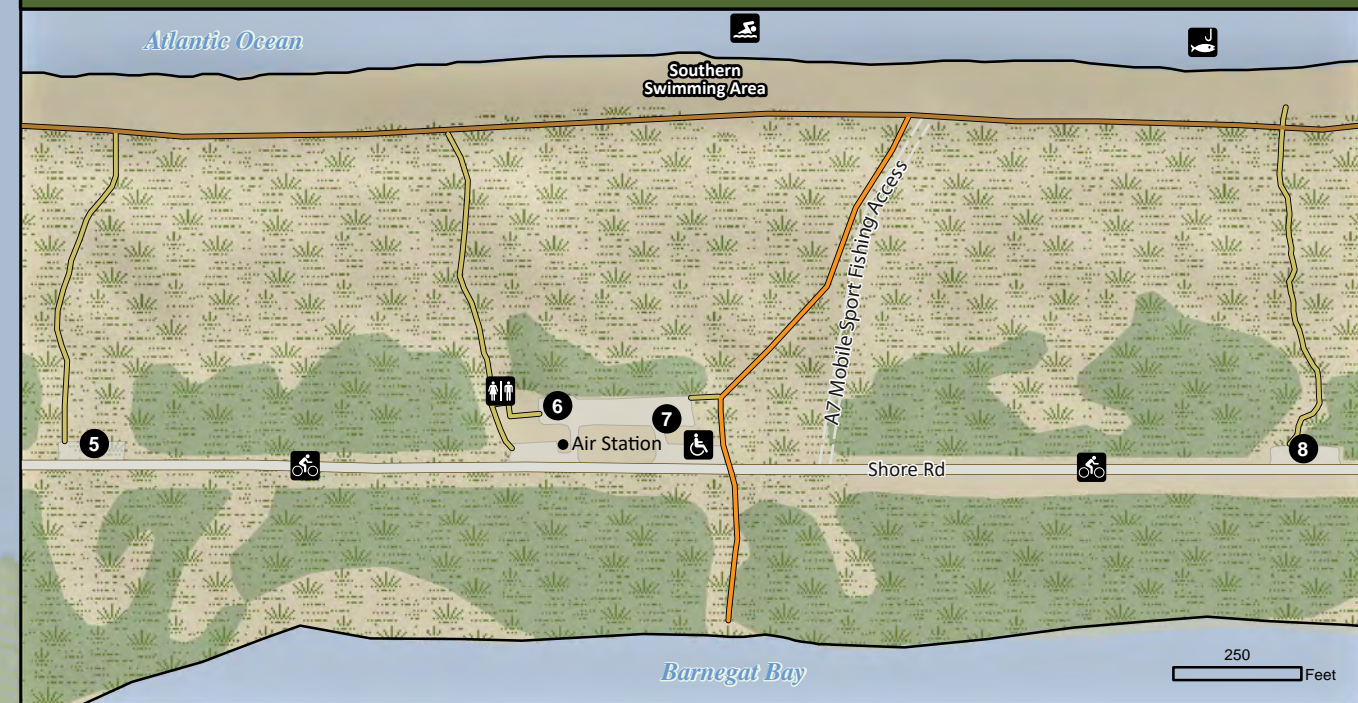 Atlantic Ocean
Southern
Swimming Area
A7 Mobile Sport Fishing Access
6
7
5
Air Station
8
Shore Rd
Barnegat Bay
250
Feet